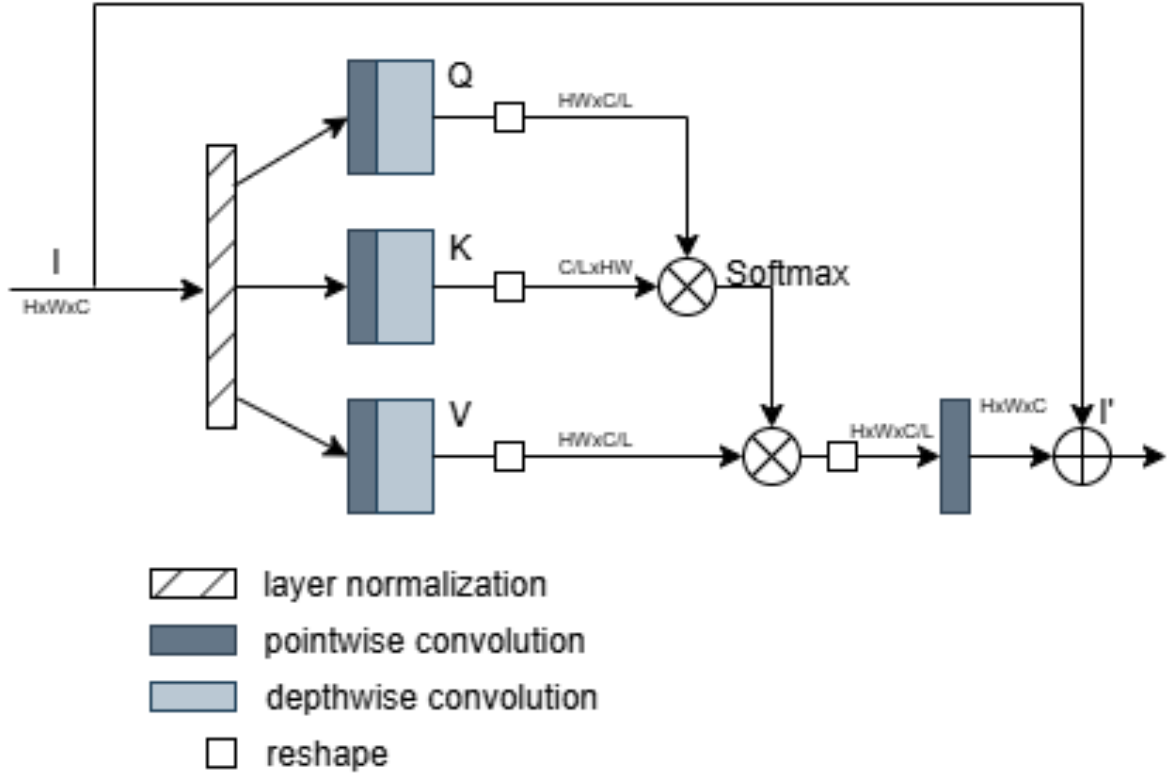 Q
HWxC/L
I
HxWxC
K
C/LxHW
Softmax
V
HWxC/L
HxWxC/L
HxWxC
I'
layer normalization
pointwise convolution
depthwise convolution
reshape